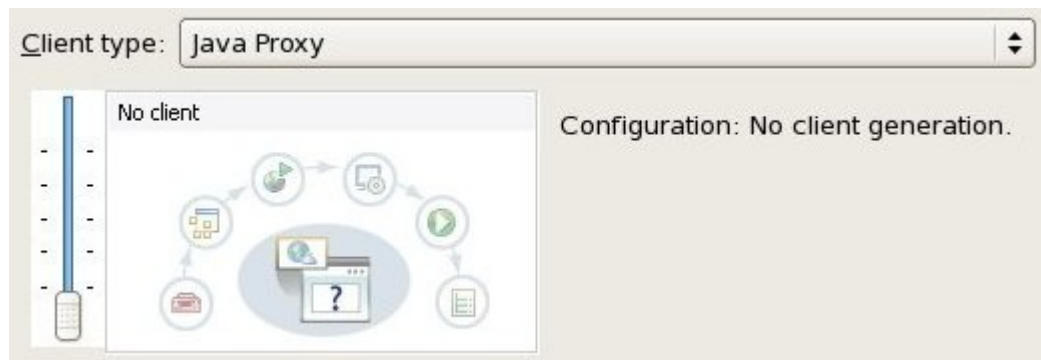 Client type: Java Proxy
No client
Configuration: No client generation.
?